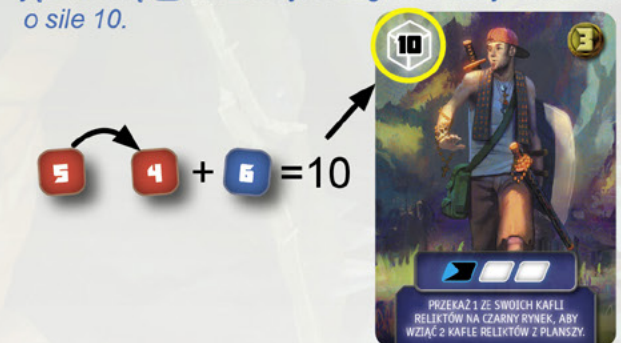 o sile 10.
10
3
5 4 + 6 =10
PRZEKAŻ 1 ZE SWOICH KAFLI
RELIKTÓW NA CZARNY RYNEK, ABY
WZIĄĆ 2 KAFLE RELIKTÓW Z PLANSZY.